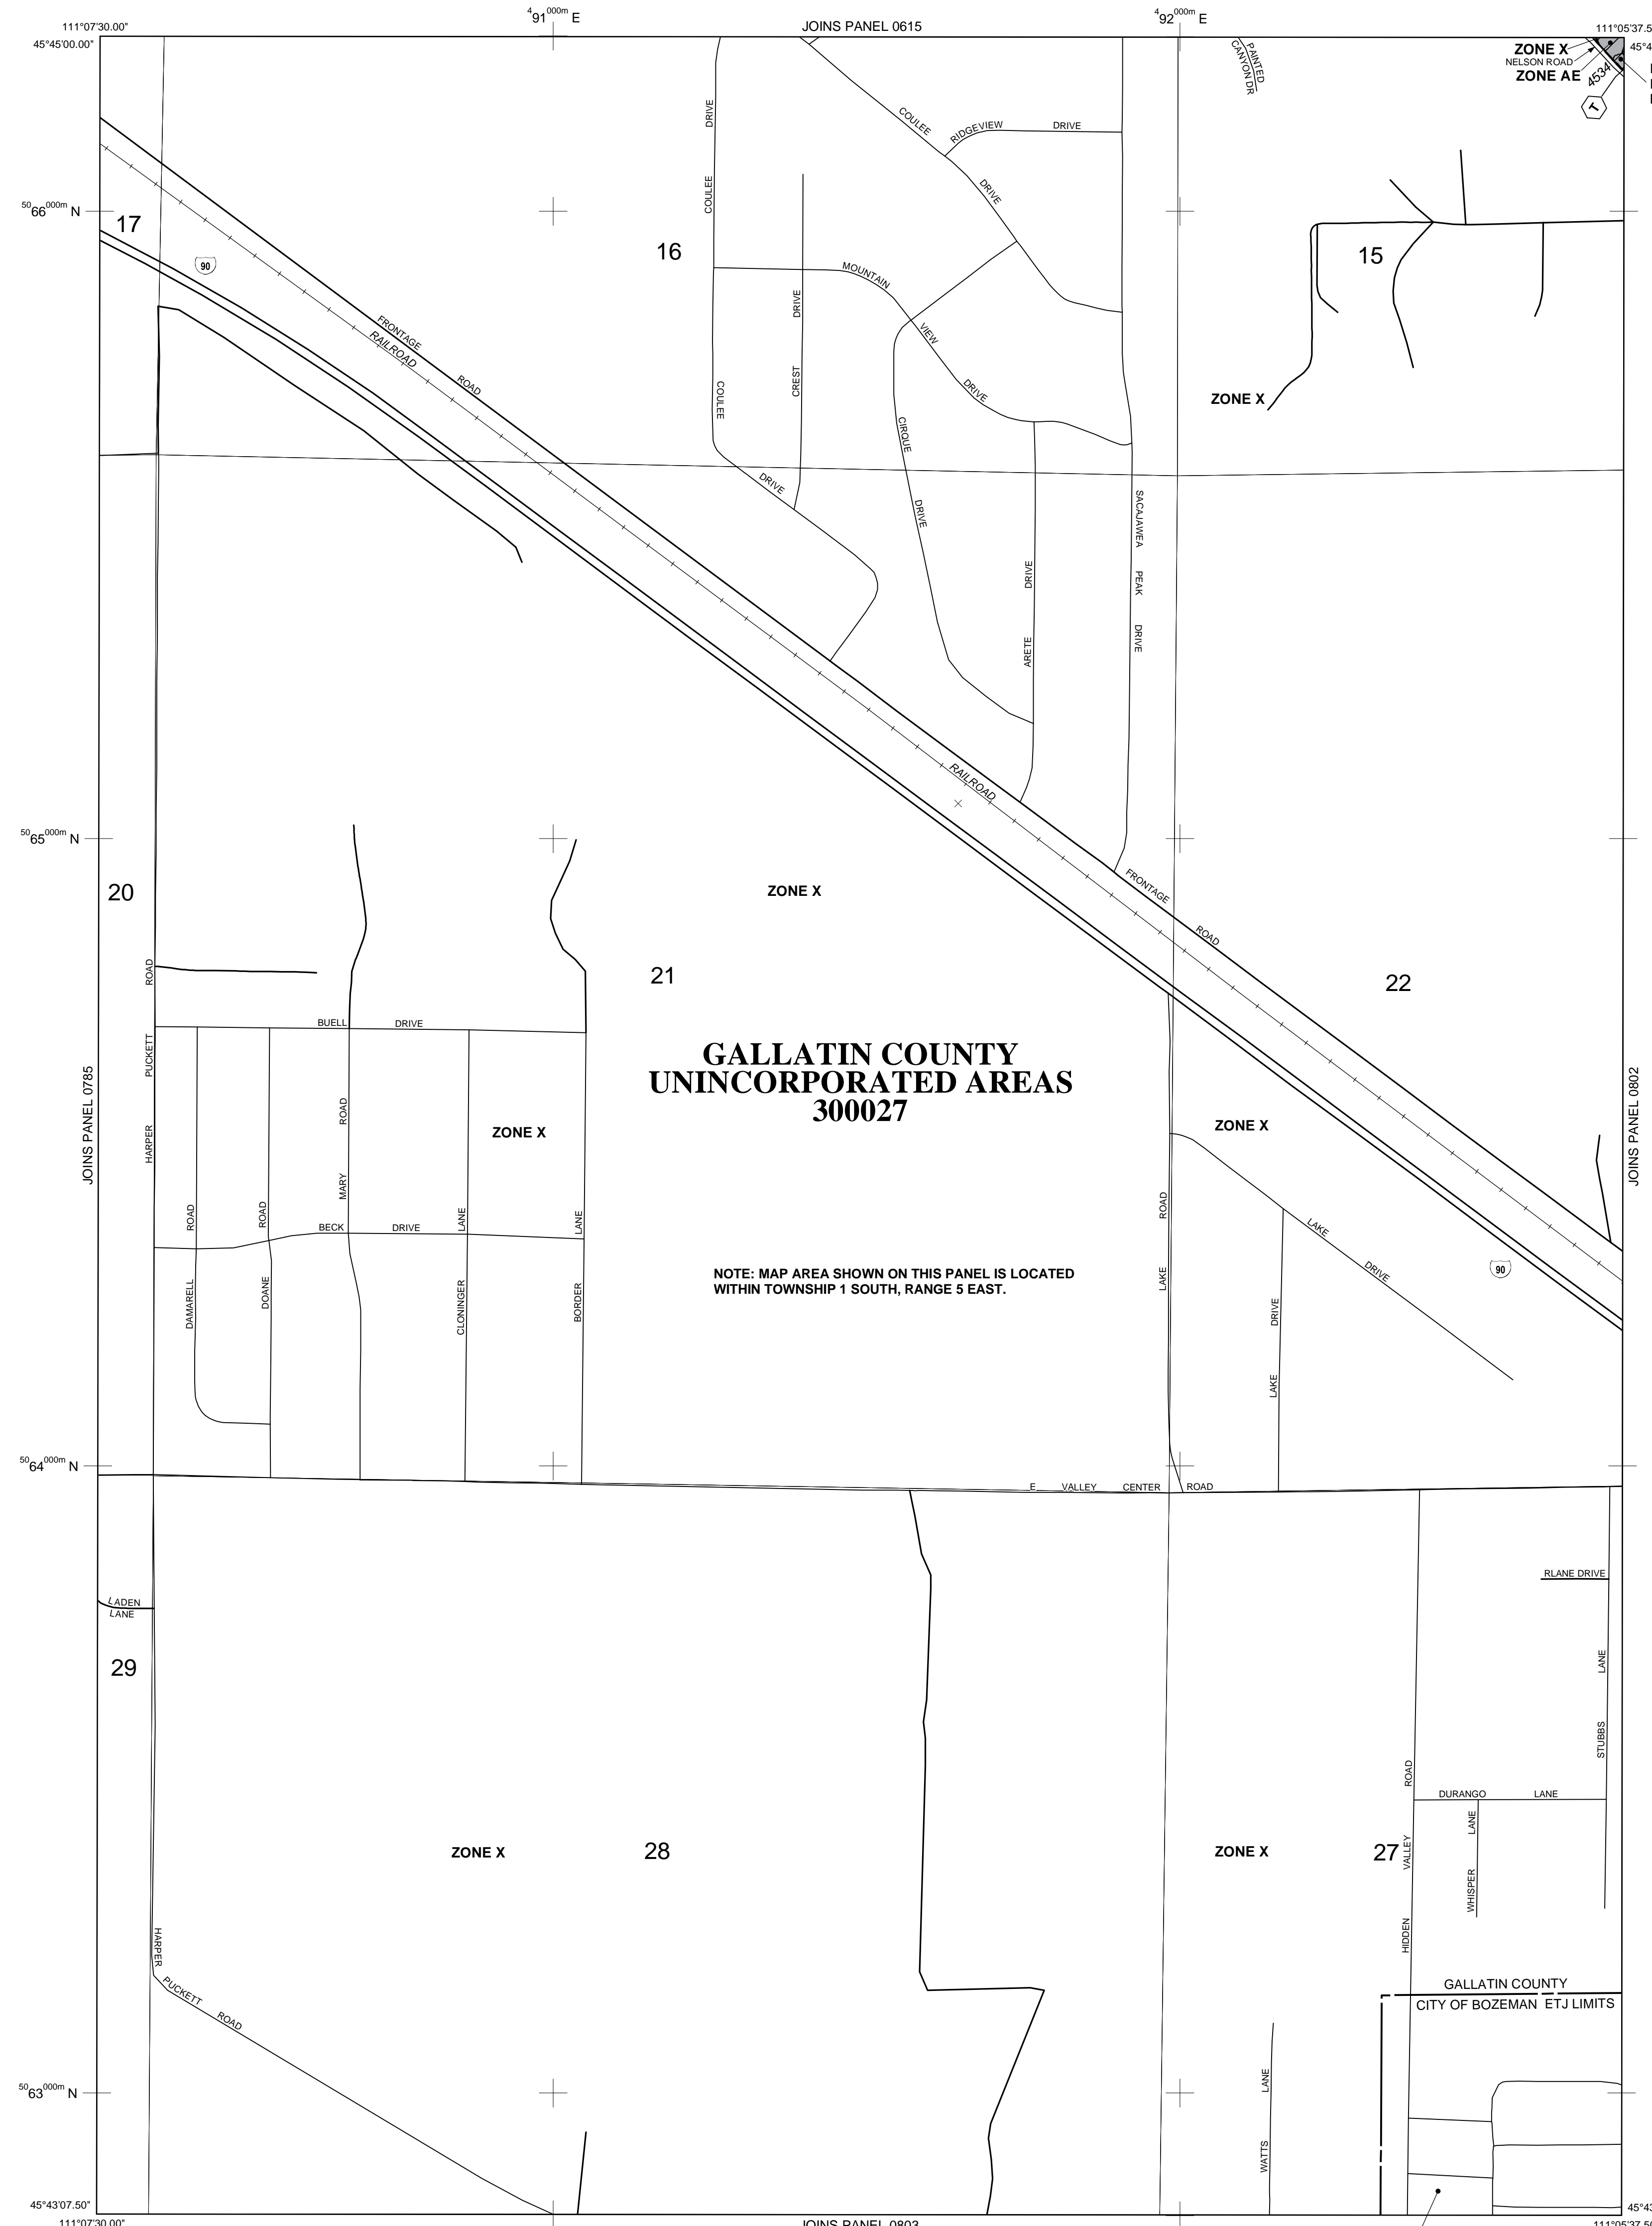 111°07'30.00"
491000m E
JOINS PANEL 0615
492000m E
111°05'37.5
45°45'00.00"
45°4
PAINTED
CANYON DR
ZONE X
NELSON ROAD
ZONE AE
4534
T
DRIVE
COULEE
COULEE
RIDGEVIEW DRIVE
DRIVE
5066000m N
17
90
16
15
MOUNTAIN
VIEW
DRIVE
DRIVE
CREST
FRONTAGE
ROAD
RAILROAD
COULEE
DRIVE
CIRQUE
DRIVE
ZONE X
SACAJAWEA PEAK DRIVE
DRIVE
ARETE
RAILROAD
5065000m N
20
ZONE X
FRONTAGE
ROAD
21
22
ROAD
PUCKETT
HARPER
BUELL DRIVE
GALLATIN COUNTY
UNINCORPORATED AREAS
300027
JOINS PANEL 0785
JOINS PANEL 0802
ROAD
MARY
ZONE X
ZONE X
ROAD
DAMARELL
ROAD
DOANE
BECK DRIVE
LANE
CLONINGER
LANE
BORDER
ROAD
LAKE
LAKE
DRIVE
DRIVE
LAKE
90
NOTE: MAP AREA SHOWN ON THIS PANEL IS LOCATED
WITHIN TOWNSHIP 1 SOUTH, RANGE 5 EAST.
5064000m N
E VALLEY CENTER ROAD
RLANE DRIVE
LADEN
LANE
29
LANE
STUBBS
ROAD
VALLEY
HIDDEN
DURANGO LANE
LANE
WHISPER
ZONE X
28
ZONE X
27
HARPER
PUCKETT
ROAD
GALLATIN COUNTY
CITY OF BOZEMAN ETJ LIMITS
5063000m N
LANE
WATTS
45°43'07.50"
45°43
111°07'30.00"
JOINS PANEL 0803
111°05'37.50